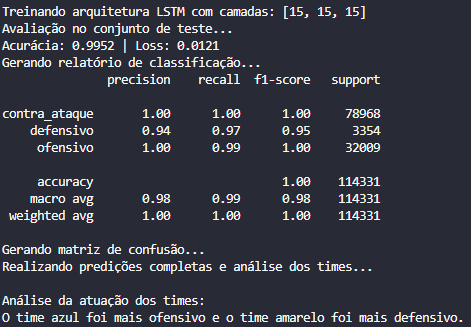 Treinando arquitetura LSTM com camadas: [15, 15, 15]
Avaliação no conjunto de teste...
Acurácia: 0.9952 | Loss: 0.0121
Gerando relatório de classificação...
precision recall f1-score support
contra_ataque 1.00 1.00 1.00 78968
defensivo 0.94 0.97 0.95 3354
ofensivo 1.00 0.99 1.00 32009
accuracy 1.00 114331
macro avg 0.98 0.99 0.98 114331
weighted avg 1.00 1.00 1.00 114331
Gerando matriz de confusão...
Realizando predições completas e análise dos times...
Análise da atuação dos times:
O time azul foi mais ofensivo e o time amarelo foi mais defensivo.